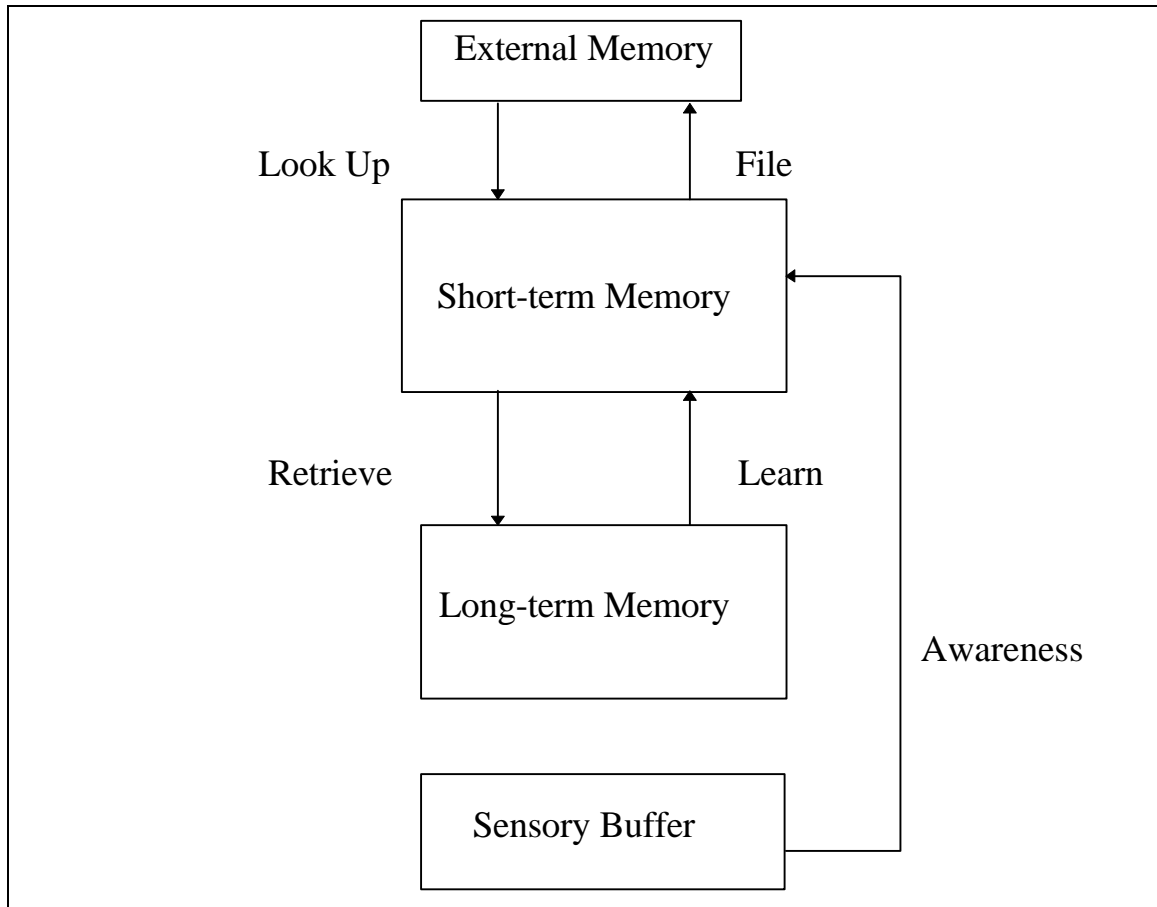 External Memory
Look Up
File
Short-term Memory
Retrieve
Learn
Long-term Memory
Awareness
Sensory Buffer